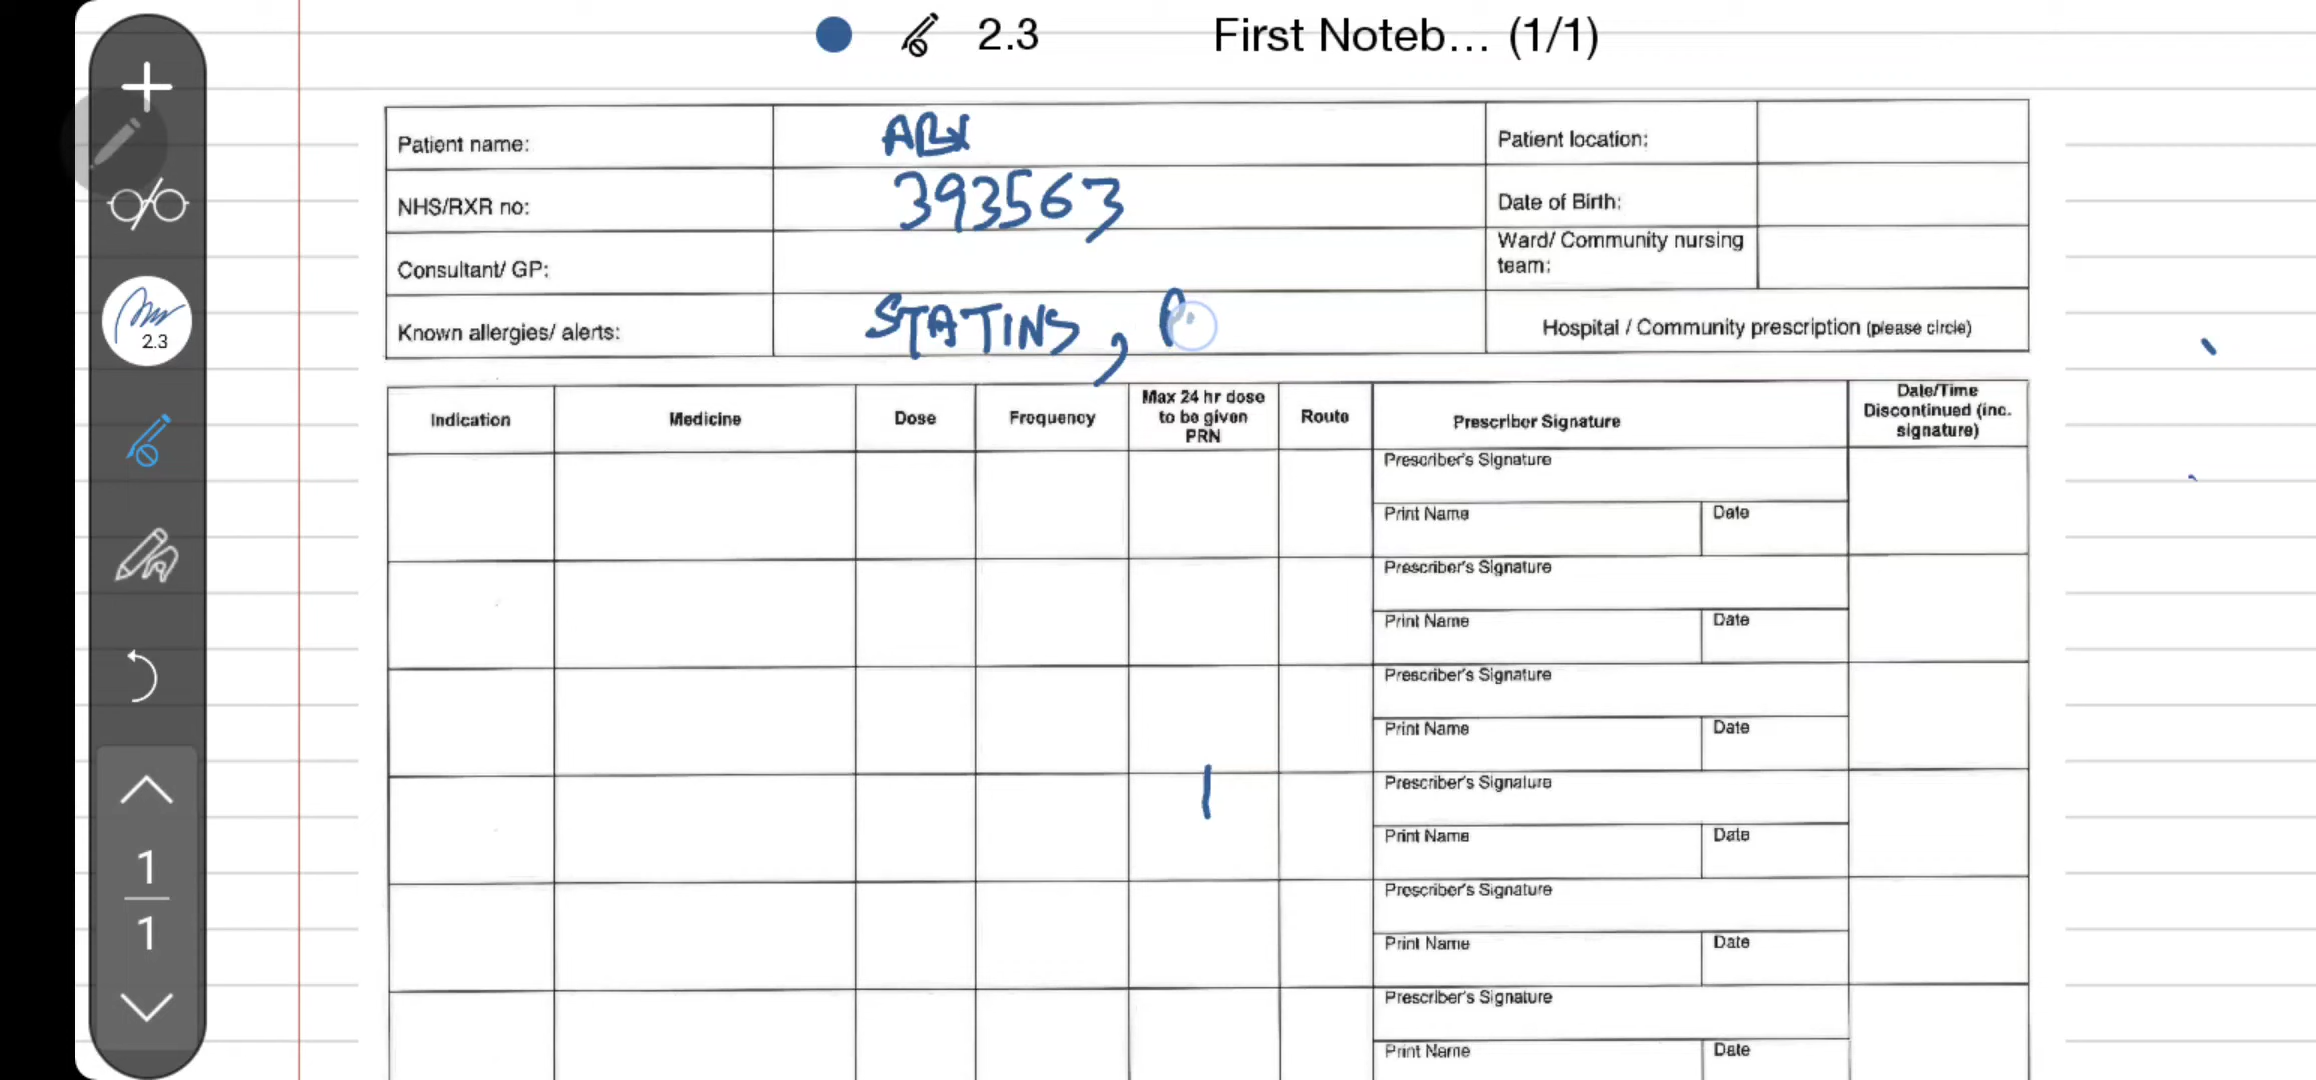 2.3 First Noteb... (1/1)
Patient name: ABX Patient location:
NHS/RXR no: 393563 Date of Birth:
Consultant/ GP: Ward/ Community nursing team:
Known allergies/ alerts: STATINS, Hospital / Community prescription (please circle)
2.3
Indication Medicine Dose Frequency Max 24 hr dose to be given PRN Route Prescriber Signature Date/Time Discontinued (inc. signature)
Prescriber's Signature
Print Name Date
Prescriber's Signature
Print Name Date
Prescriber's Signature
Print Name Date
Prescriber's Signature
Print Name Date
Prescriber's Signature
Print Name Date
Prescriber's Signature
Print Name Date
1
1